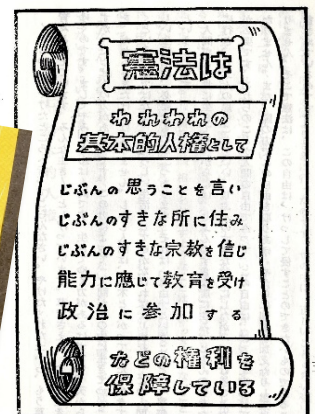 憲法は
われわれの
基本的人権として
じぶんの思うことを言い
じぶんのすきな所に住み
じぶんのすきな宗教を信じ
能力に應じて教育を受け
政治に参加する
などの権利を
保障している